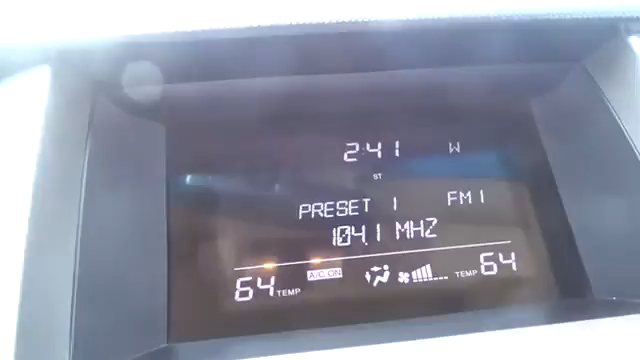 2:41 W
ST
PRESET 1 FM1
104.1 MHZ
64 TEMP A/C ON TEMP 64